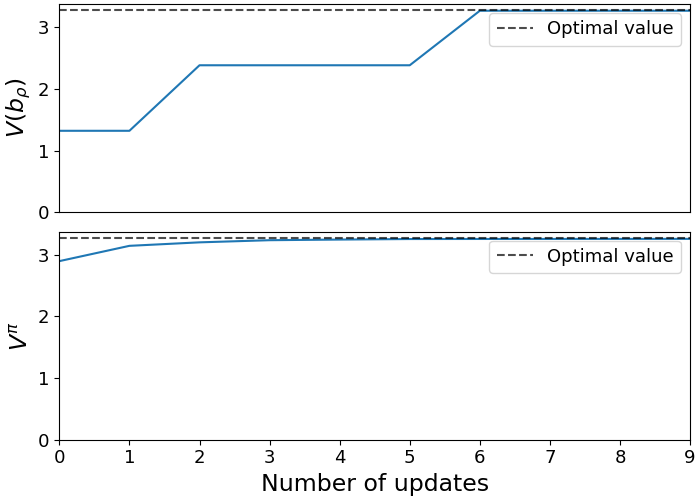 3
2
1
0
V(b_ρ)
Optimal value
3
2
1
0
V^π
Optimal value
0 1 2 3 4 5 6 7 8 9
Number of updates